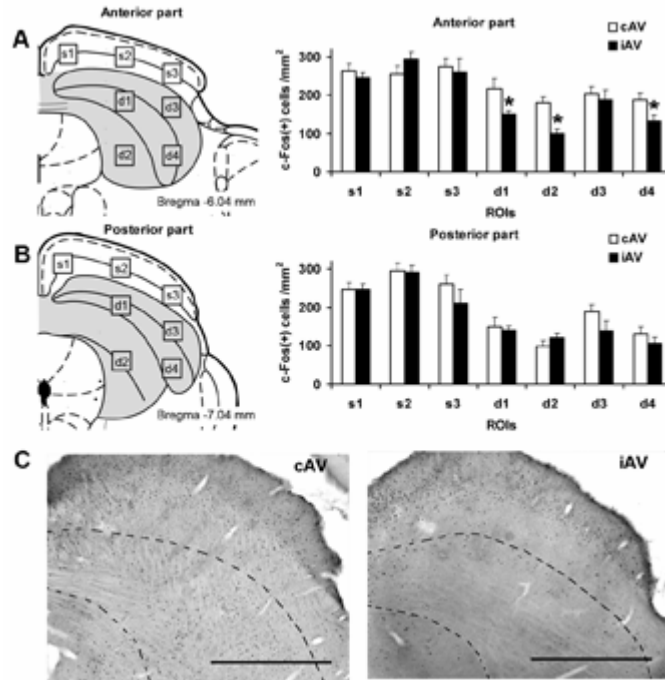 Anterior part
A
s1
s2
s3
d1
d3
d2
d4
Bregma -6.04 mm
Anterior part
cAV
iAV
c-Fos(+) cells /mm²
300
200
100
0
* * *
s1 s2 s3 d1 d2 d3 d4
ROIs
Posterior part
B
s1
s2
s3
d1
d3
d2
d4
Bregma -7.04 mm
Posterior part
cAV
iAV
c-Fos(+) cells /mm²
300
200
100
0
s1 s2 s3 d1 d2 d3 d4
ROIs
C
cAV
iAV